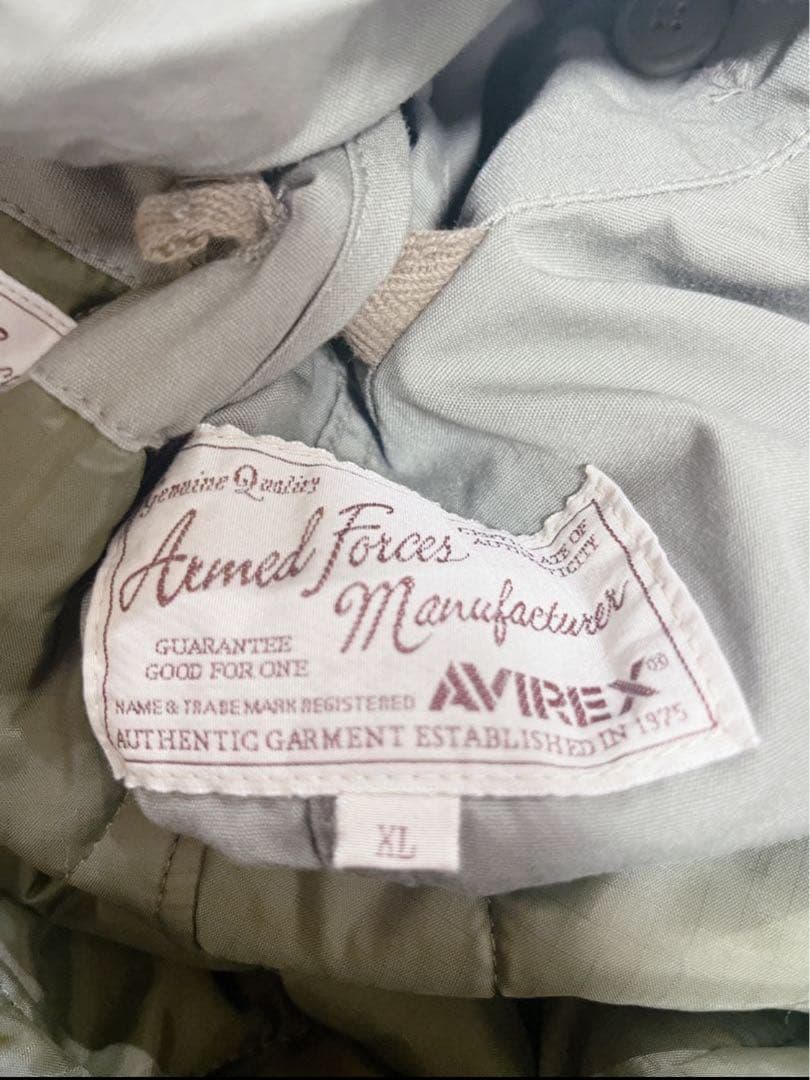 Genuine Quality
Armed Forces
Manufacturer
GUARANTEE
GOOD FOR ONE
NAME & TRADE MARK REGISTERED
AVIREX
AUTHENTIC GARMENT ESTABLISHED IN 1975
XL